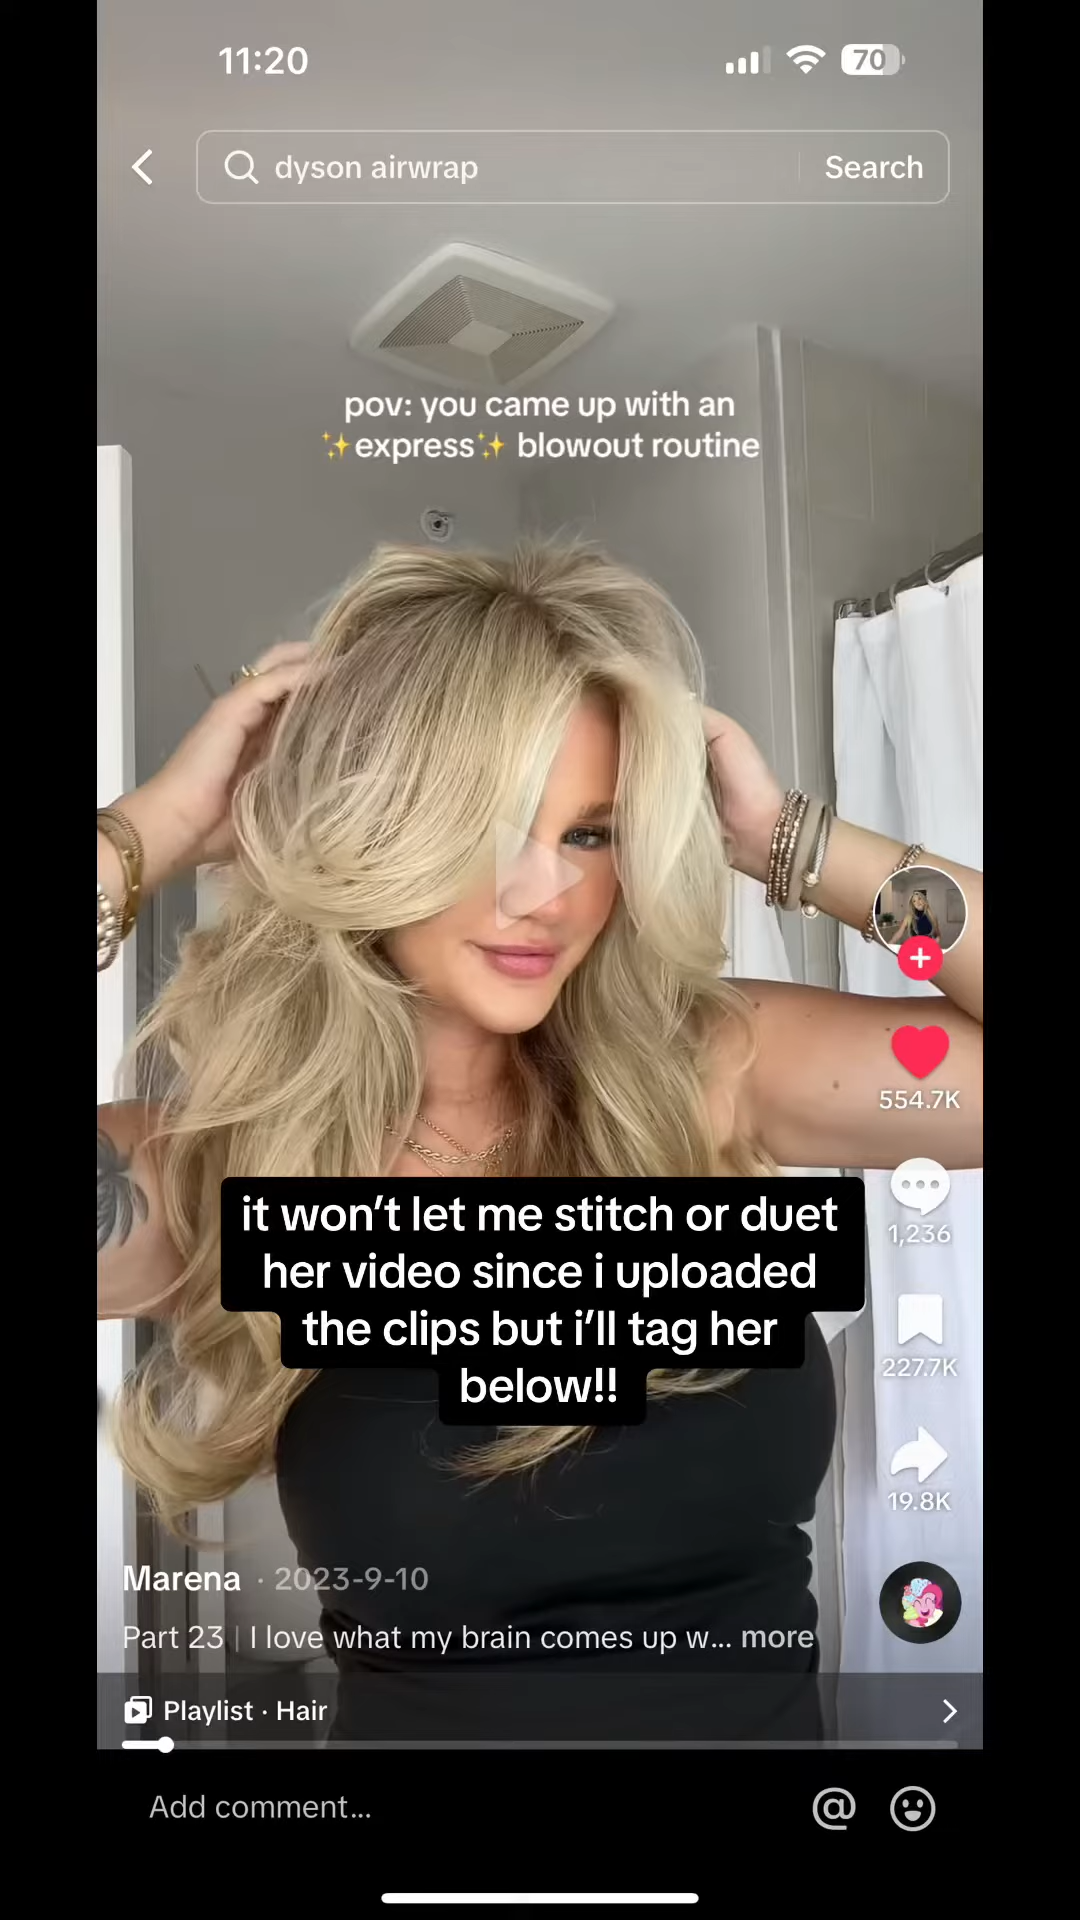 11:20
70
dyson airwrap
Search
pov: you came up with an
✨express✨ blowout routine
554.7K
it won't let me stitch or duet
her video since i uploaded
the clips but i'll tag her
below!!
1,236
227.7K
19.8K
Marena · 2023-9-10
Part 23 | I love what my brain comes up w... more
Playlist · Hair
Add comment...